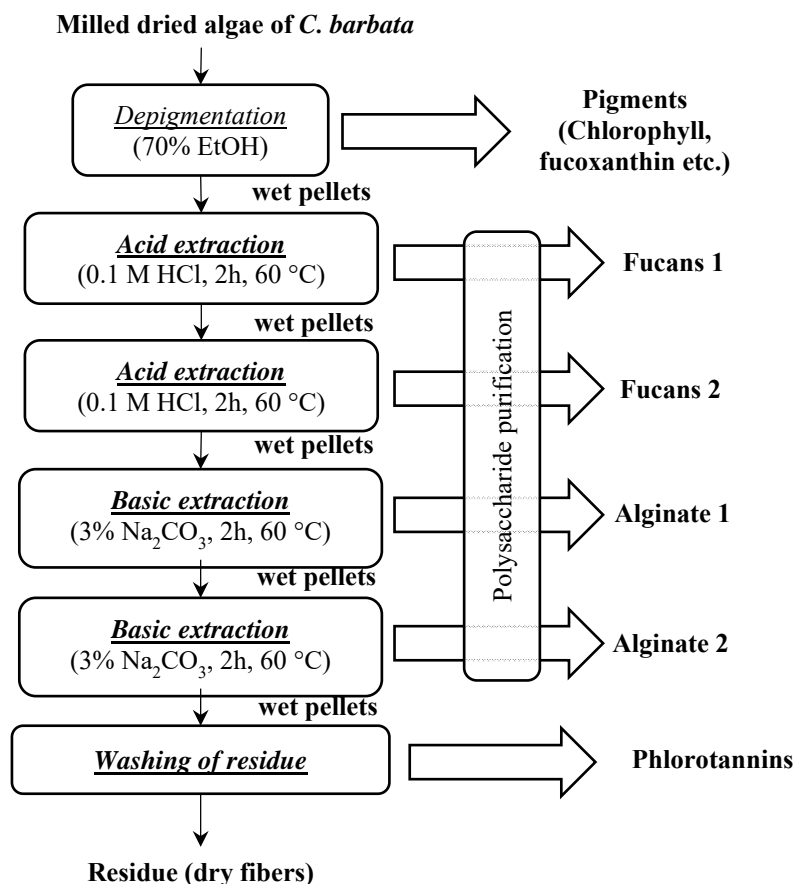 Milled dried algae of C. barbata
Depigmentation
(70% EtOH)
Pigments
(Chlorophyll,
fucoxanthin etc.)
wet pellets
Acid extraction
(0.1 M HCl, 2h, 60 °C)
Fucans 1
wet pellets
Acid extraction
(0.1 M HCl, 2h, 60 °C)
Fucans 2
wet pellets
Basic extraction
(3% Na₂CO₃, 2h, 60 °C)
Alginate 1
wet pellets
Basic extraction
(3% Na₂CO₃, 2h, 60 °C)
Alginate 2
Polysaccharide purification
wet pellets
Washing of residue
Phlorotannins
Residue (dry fibers)